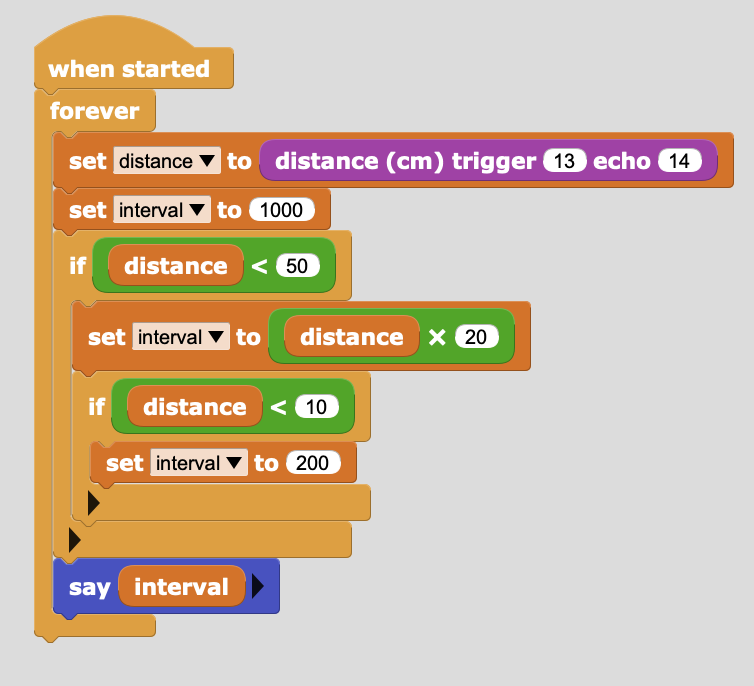 when started
forever
set distance to distance (cm) trigger 13 echo 14
set interval to 1000
if distance < 50
set interval to distance × 20
if distance < 10
set interval to 200
say interval